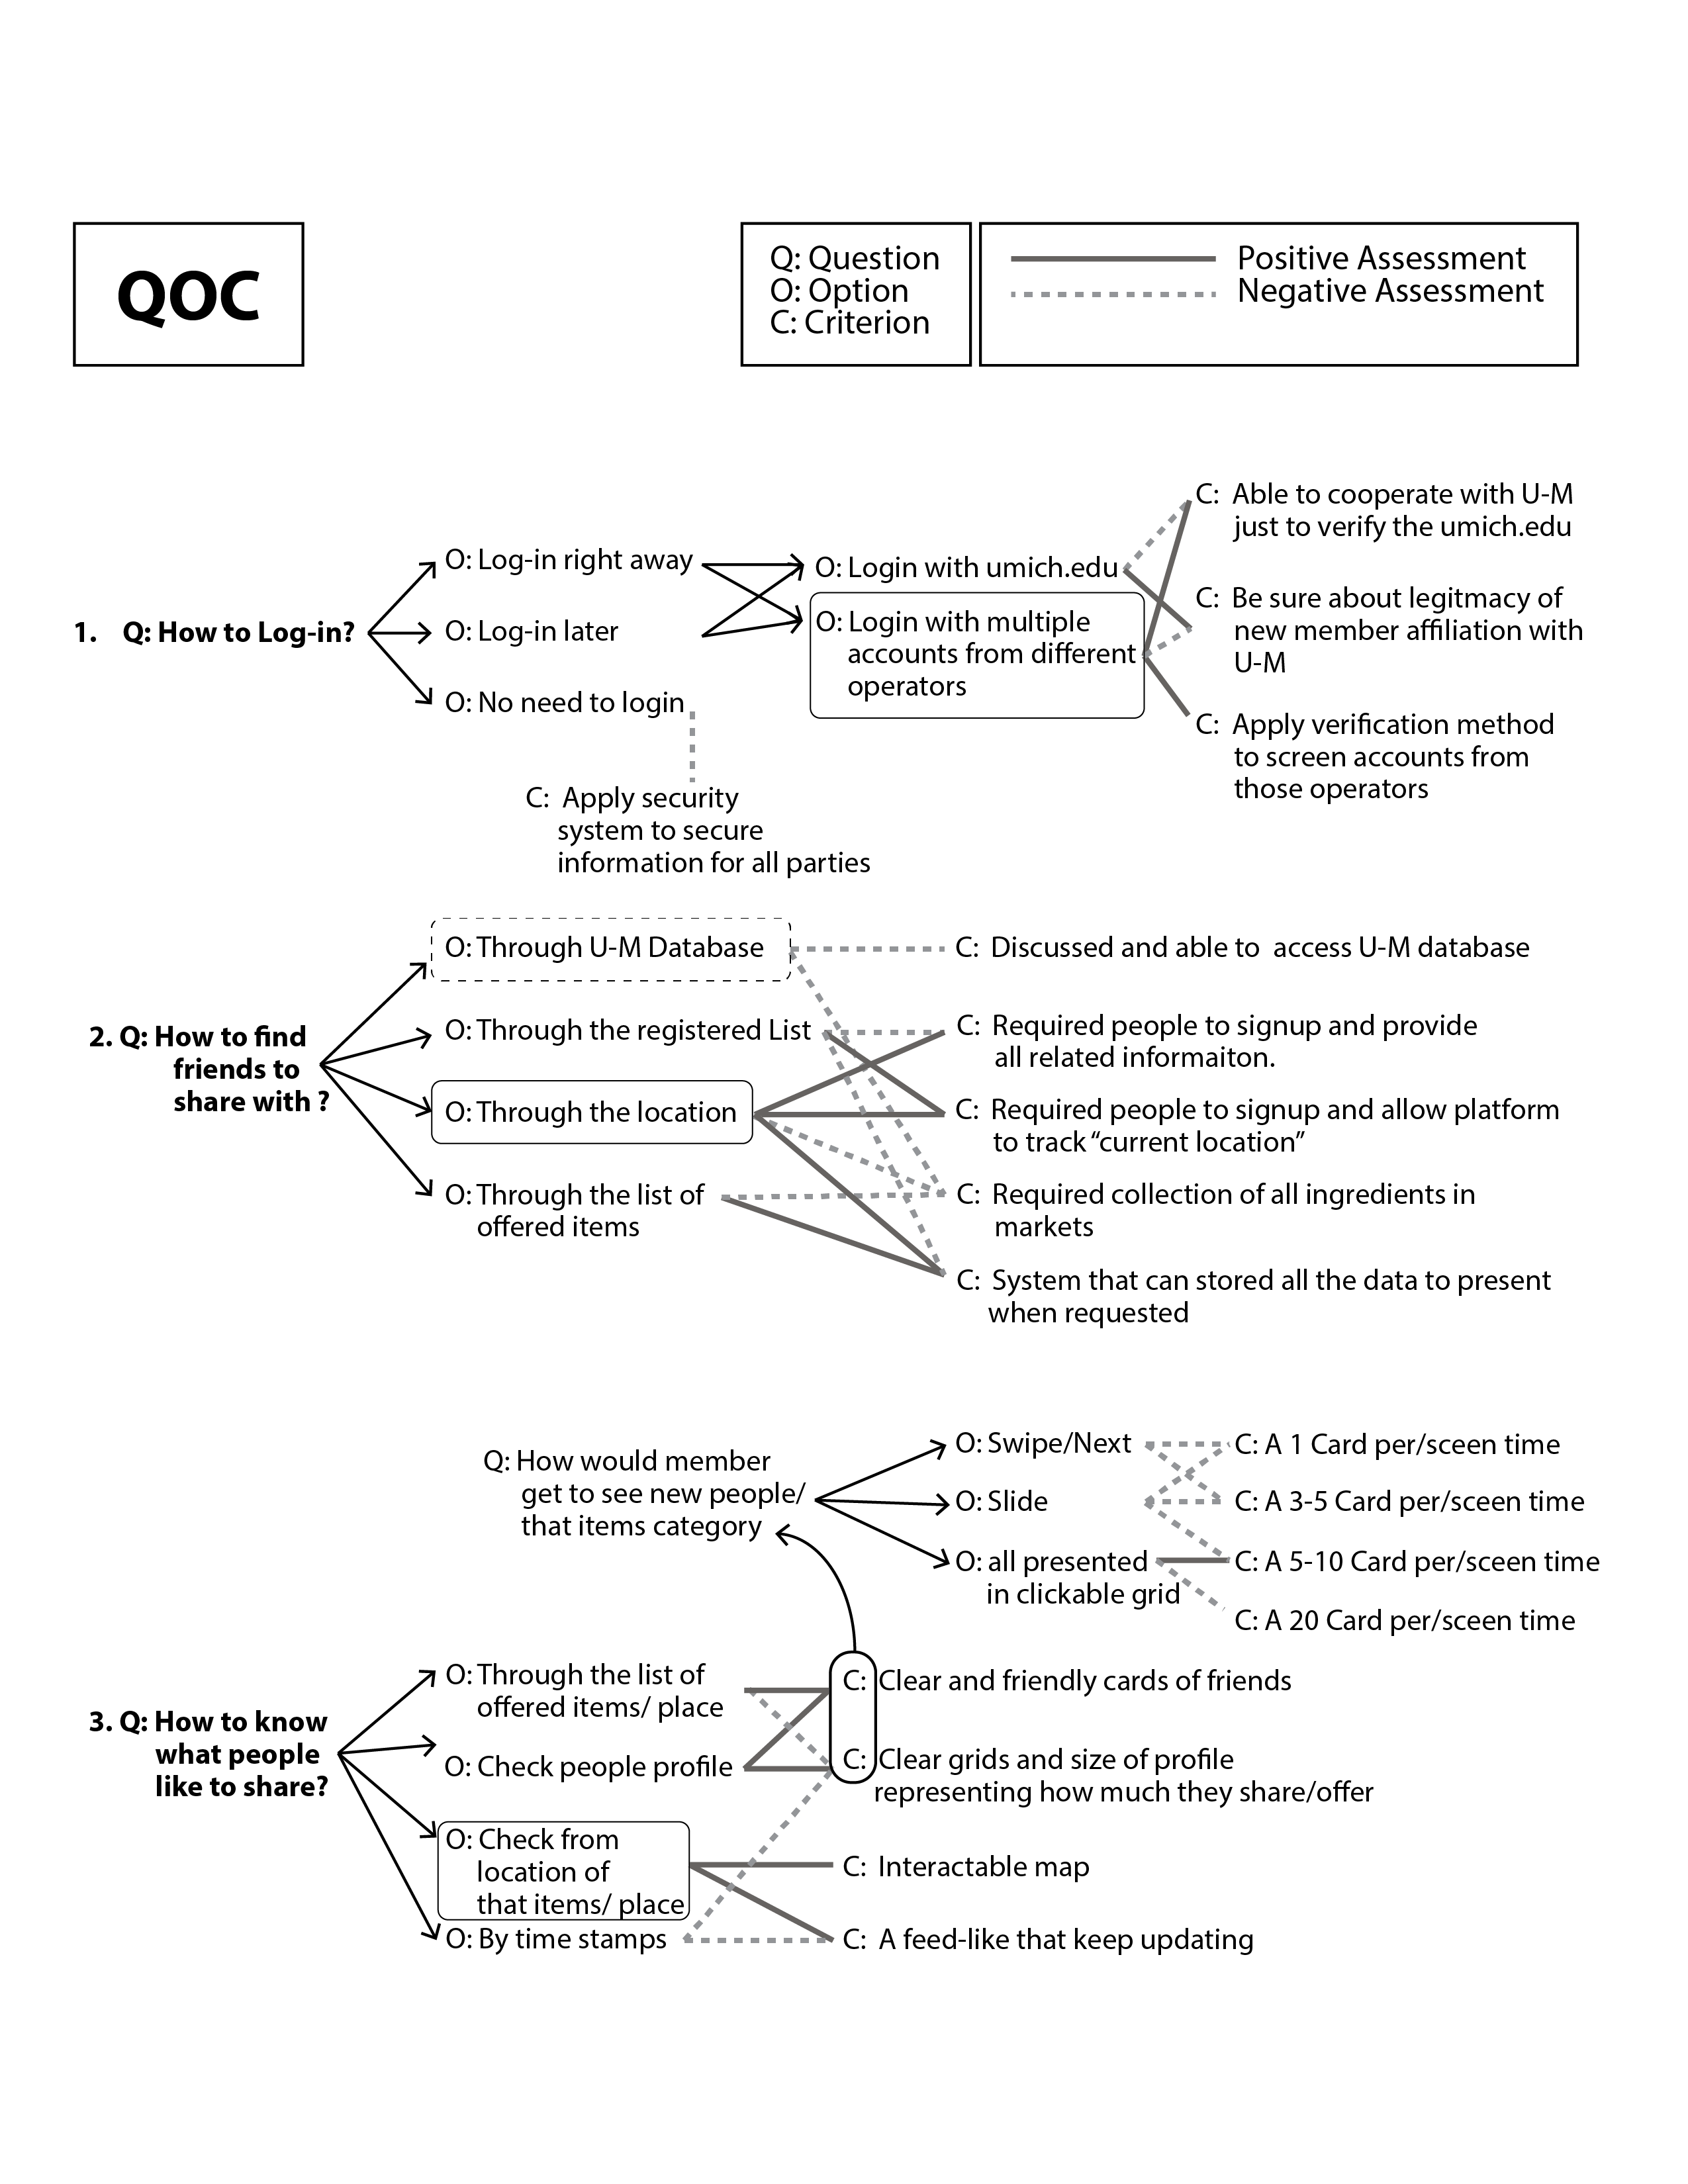 QOC
Q: Question
O: Option
C: Criterion
Positive Assessment
Negative Assessment
1. Q: How to Log-in?
O: Log-in right away
O: Log-in later
O: No need to login
C: Apply security
system to secure
information for all parties
O: Login with umich.edu
O: Login with multiple
accounts from different
operators
C: Able to cooperate with U-M
just to verify the umich.edu
C: Be sure about legitmacy of
new member affiliation with
U-M
C: Apply verification method
to screen accounts from
those operators
2. Q: How to find
friends to
share with ?
O: Through U-M Database
O: Through the registered List
O: Through the location
O: Through the list of
offered items
C: Discussed and able to access U-M database
C: Required people to signup and provide
all related informaiton.
C: Required people to signup and allow platform
to track “current location”
C: Required collection of all ingredients in
markets
C: System that can stored all the data to present
when requested
Q: How would member
get to see new people/
that items category
O: Swipe/Next
O: Slide
O: all presented
in clickable grid
C: A 1 Card per/sceen time
C: A 3-5 Card per/sceen time
C: A 5-10 Card per/sceen time
C: A 20 Card per/sceen time
3. Q: How to know
what people
like to share?
O: Through the list of
offered items/ place
O: Check people profile
O: Check from
location of
that items/ place
O: By time stamps
C: Clear and friendly cards of friends
C: Clear grids and size of profile
representing how much they share/offer
C: Interactable map
C: A feed-like that keep updating